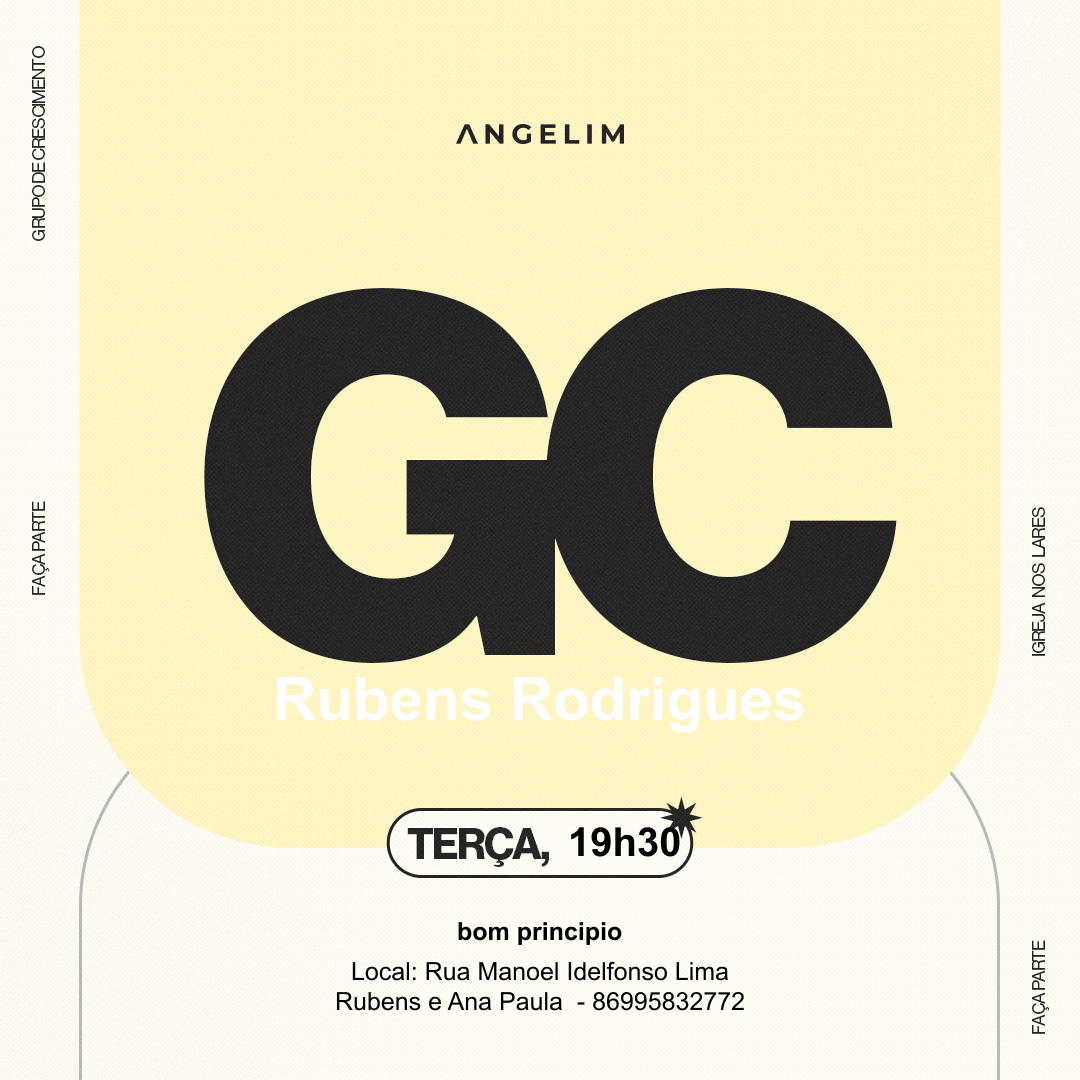 GRUPO DE CRESCIMENTO
ANGELIM
GC
Rubens Rodrigues
FAÇA PARTE
IGREJA NOS LARES
TERÇA, 19h30
bom principio
Local: Rua Manoel Idelfonso Lima
Rubens e Ana Paula - 86995832772
FAÇA PARTE